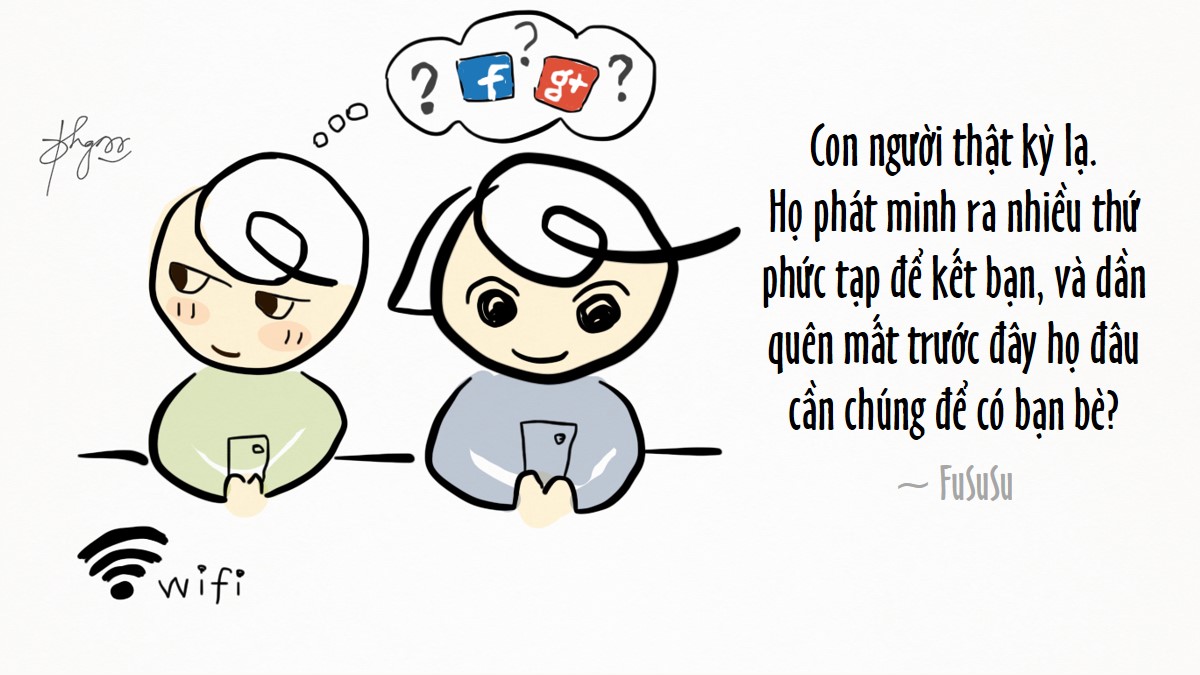 ? f ? g+ ?
Con người thật kỳ lạ.
Họ phát minh ra nhiều thứ
phức tạp để kết bạn, và dần
quên mất trước đây họ đâu
cần chúng để có bạn bè?
~ FuSuSu
wifi